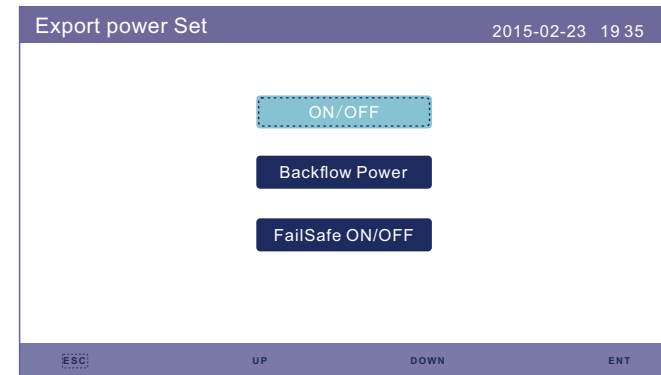 Export power Set 2015-02-23 19 35
ON/OFF
Backflow Power
FailSafe ON/OFF
ESC UP DOWN ENT